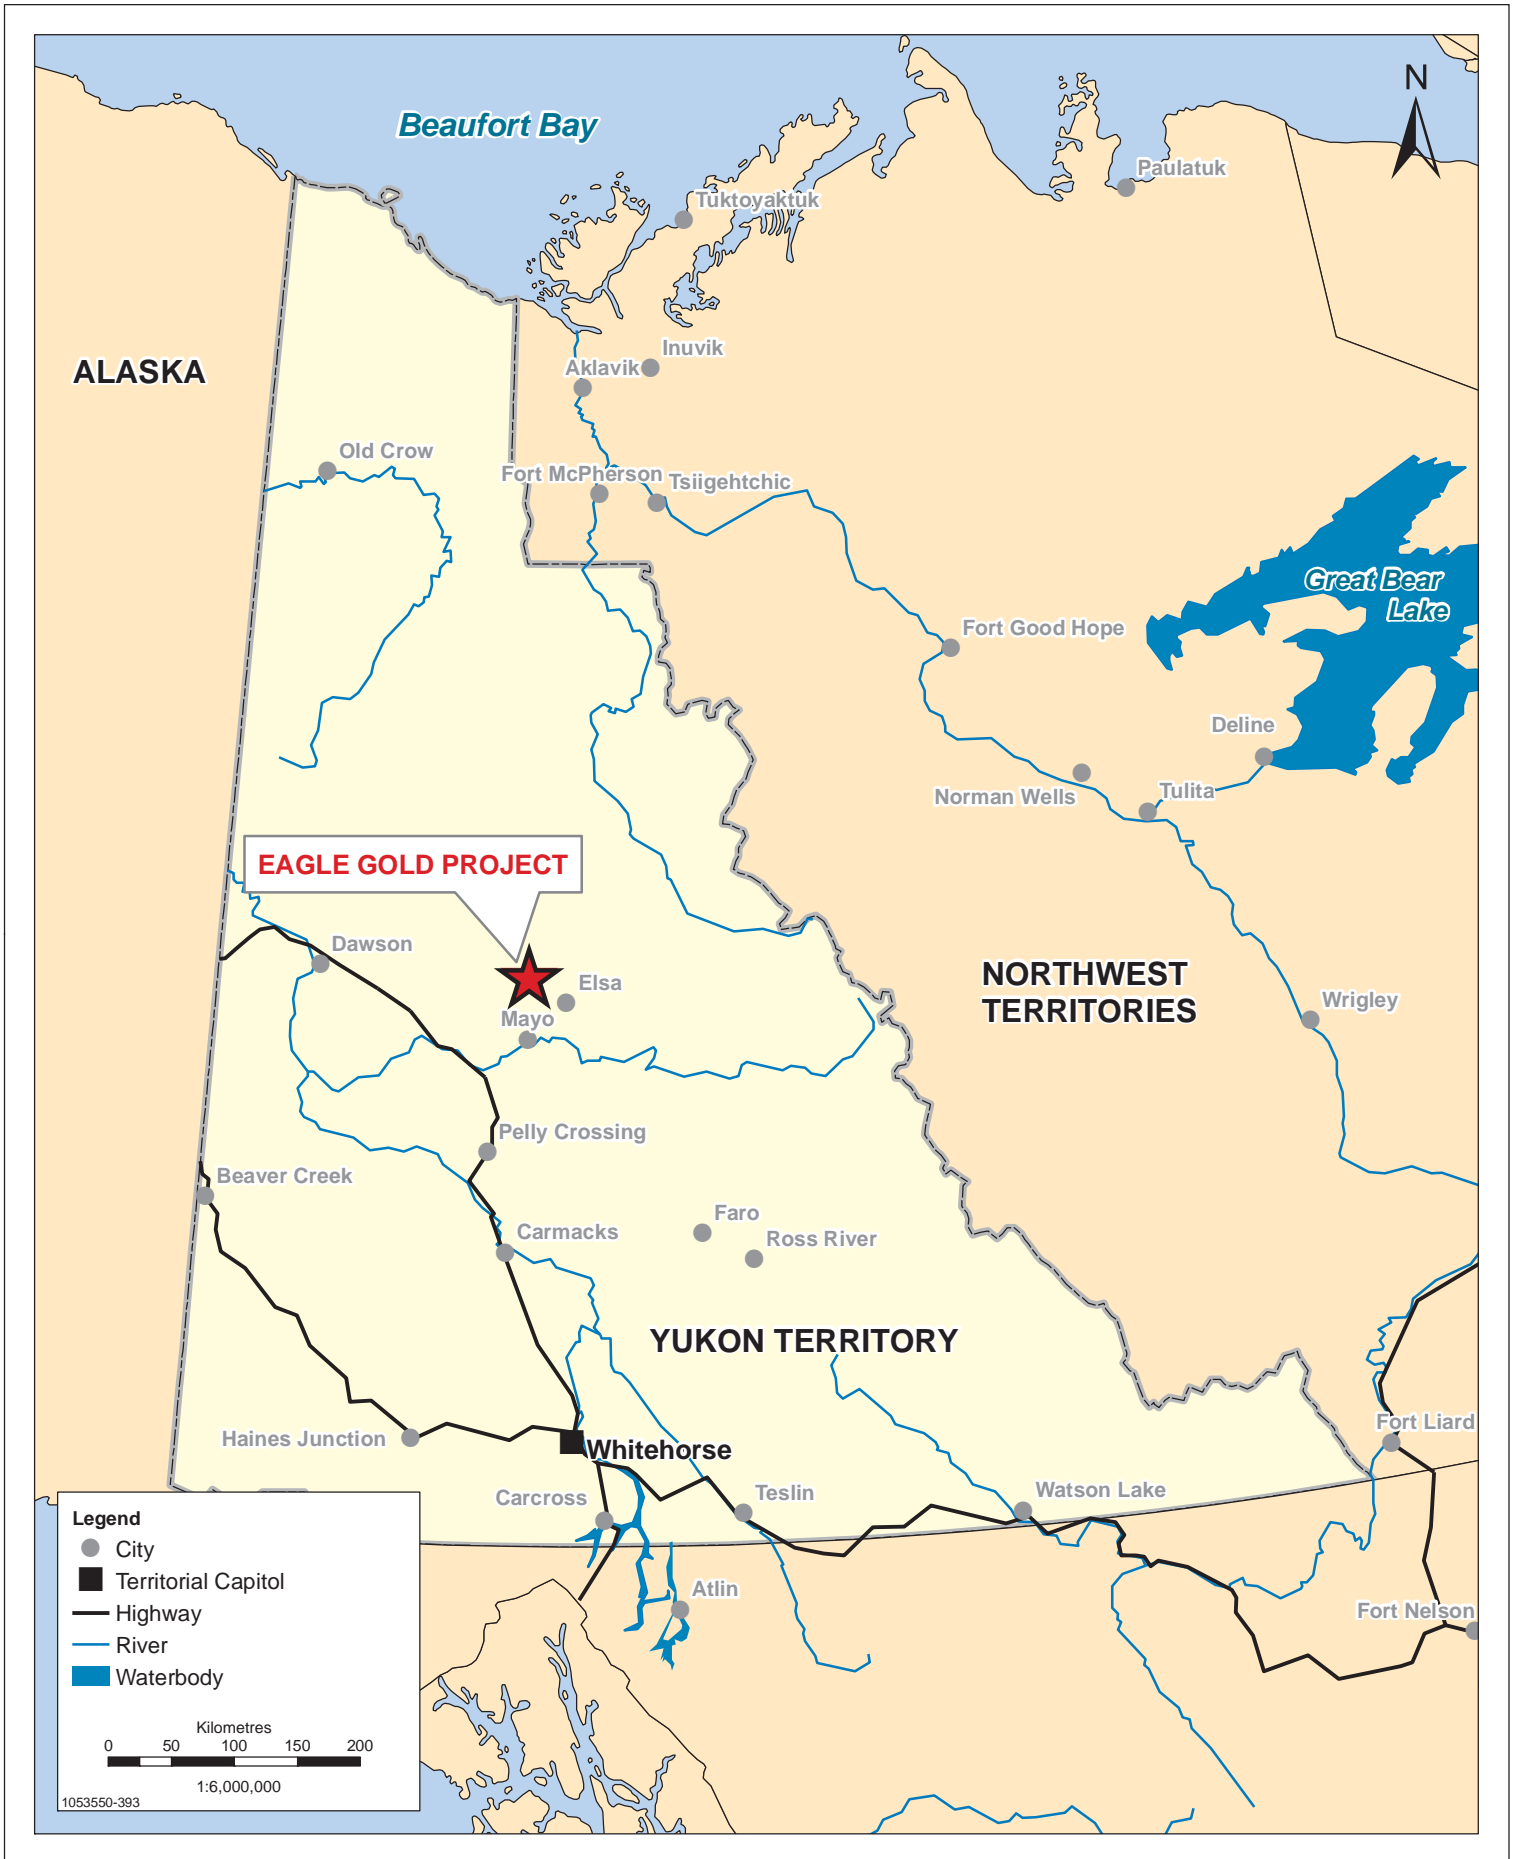 N
Beaufort Bay
Paulatuk
Tuktoyaktuk
Inuvik
Aklavik
ALASKA
Old Crow
Fort McPherson
Tsiigehtchic
Great Bear
Lake
Fort Good Hope
Deline
Norman Wells
Tulita
EAGLE GOLD PROJECT
Dawson
Elsa
Mayo
NORTHWEST
TERRITORIES
Wrigley
Pelly Crossing
Beaver Creek
Faro
Carmacks
Ross River
YUKON TERRITORY
Haines Junction
Whitehorse
Fort Liard
Carcross
Teslin
Watson Lake
Atlin
Fort Nelson
Legend
City
Territorial Capitol
Highway
River
Waterbody
Kilometres
0 50 100 150 200
1:6,000,000
1053550-393